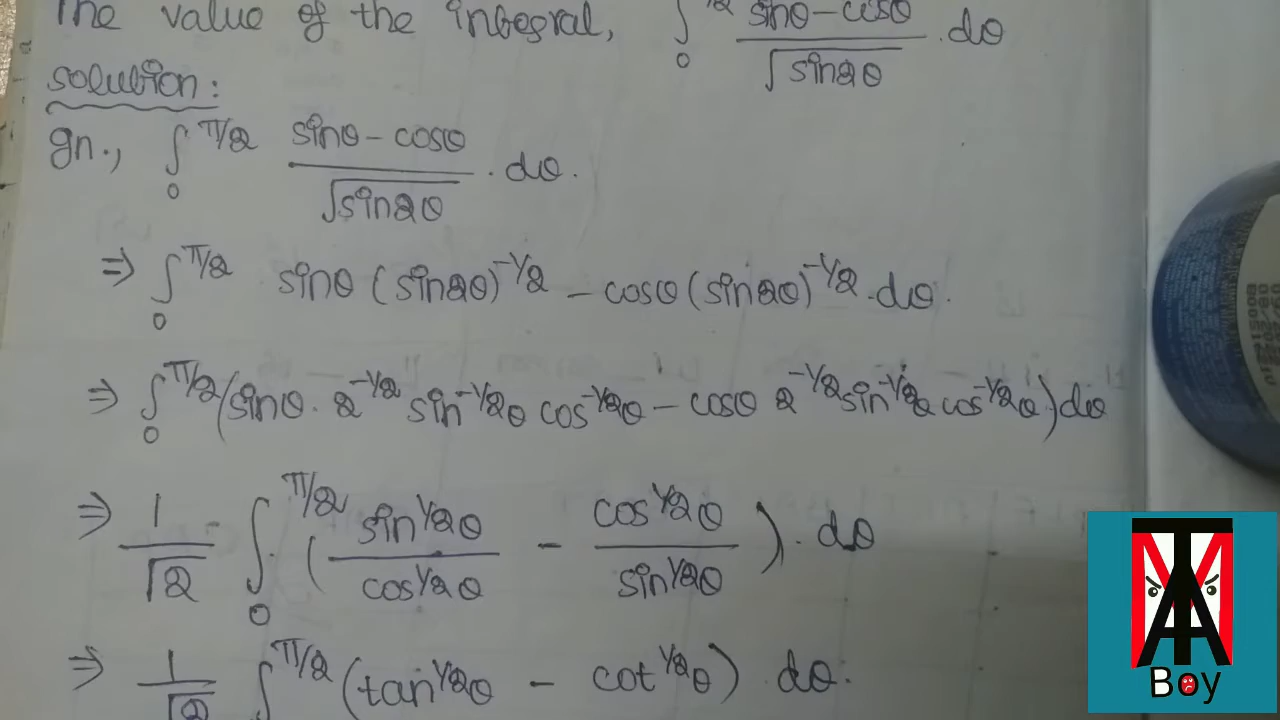 The value of the integral, ∫₀^π/2 (sinθ-cosθ)/√(sin2θ) . dθ
solution:
gn., ∫₀^π/2 (sinθ-cosθ)/√(sin2θ) . dθ.
⇒ ∫₀^π/2 sinθ (sin2θ)^-1/2 - cosθ (sin2θ)^-1/2 . dθ.
⇒ ∫₀^π/2 (sinθ . 2^-1/2 sin^-1/2 θ cos^-1/2 θ - cosθ 2^-1/2 sin^-1/2 θ cos^-1/2 θ) dθ
⇒ 1/√2 ∫₀^π/2 (sin^1/2 θ / cos^1/2 θ - cos^1/2 θ / sin^1/2 θ) . dθ
⇒ 1/√2 ∫^π/2 (tan^1/2 θ - cot^1/2 θ) dθ.
Boy